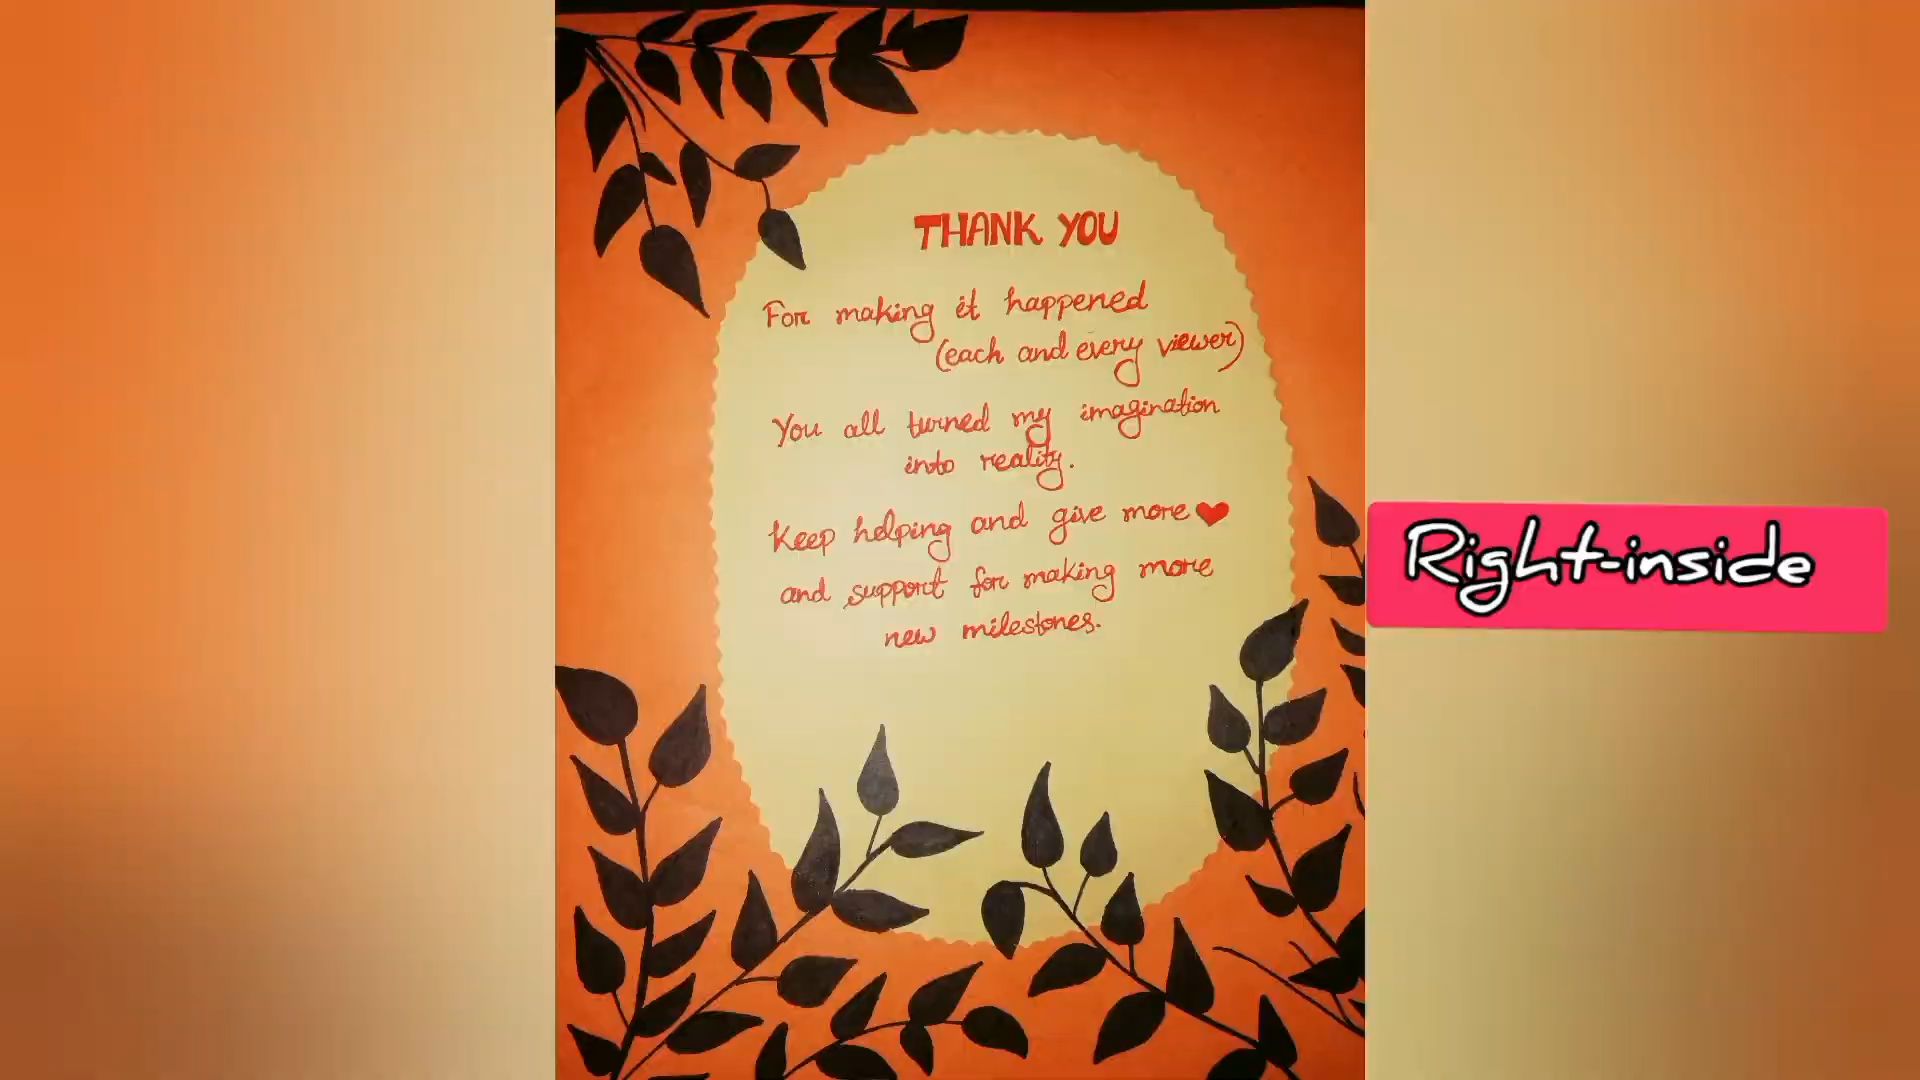 THANK YOU
For making it happened
(each and every viewer)
You all turned my imagination
into reality.
Keep helping and give more ❤
and support for making more
new milestones.
Right-inside